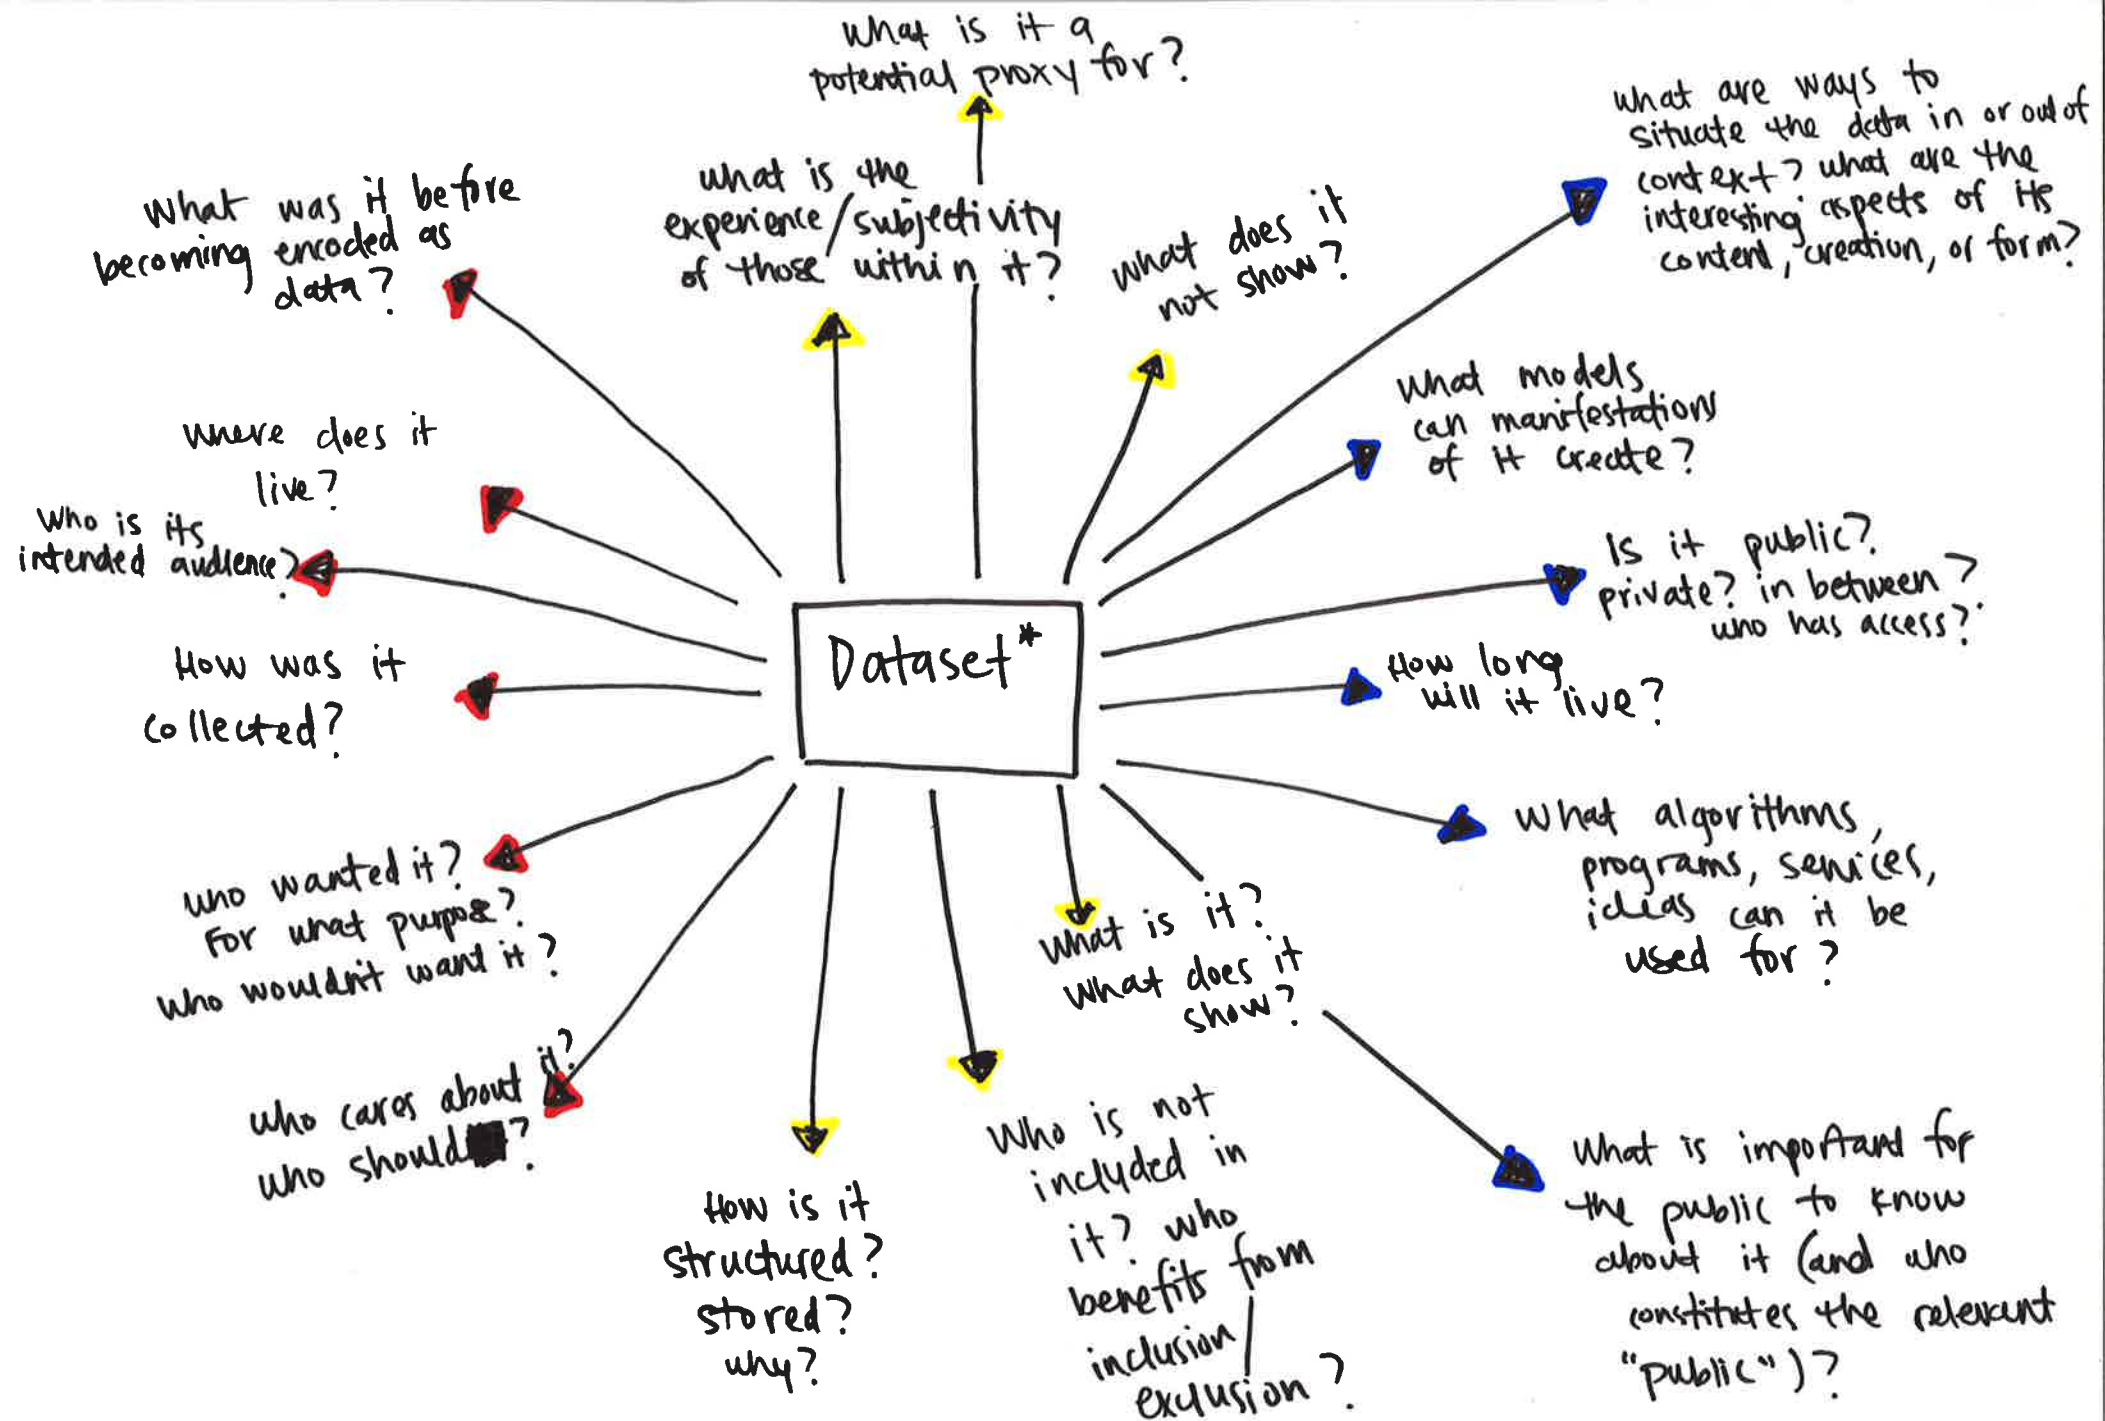 what is it a
potential proxy for?
what is the
experience/subjectivity
of those within it?
what does it
not show?
what are ways to
situate the data in or out of
context? what are the
interesting aspects of its
content, creation, or form?
What was it before
becoming encoded as
data?
where does it
live?
Who is its
intended audience?
How was it
collected?
who wanted it?
For what purpose?
who wouldn't want it?
who cares about it?
who should?
Dataset*
What models
can manifestations
of it create?
Is it public?
private? in between?
who has access?
How long
will it live?
What algorithms,
programs, services,
ideas can it be
used for?
what is it?
what does it
show?
How is it
structured?
stored?
why?
Who is not
included in
it? who
benefits from
inclusion/
exclusion?
What is important for
the public to know
about it (and who
constitutes the relevant
"public")?